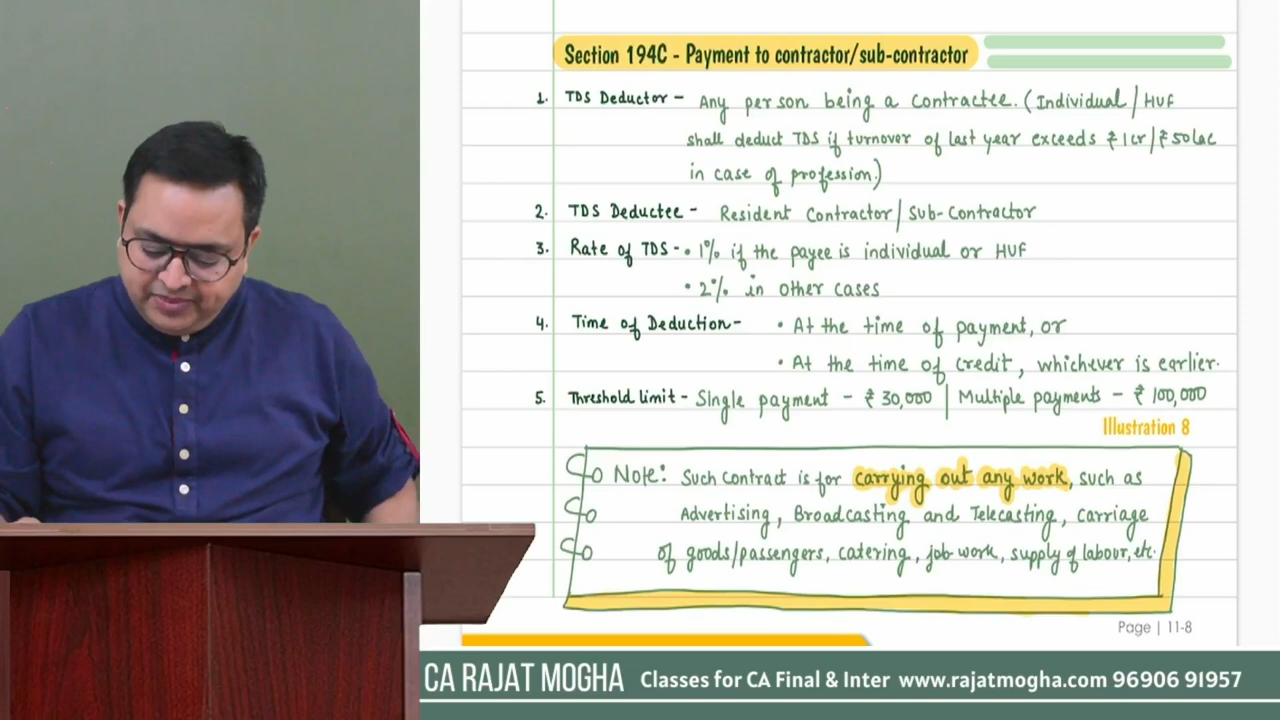 Section 194C - Payment to contractor/sub-contractor
1. TDS Deductor - Any person being a contractee. (Individual/HUF
shall deduct TDS if turnover of last year exceeds ₹1cr/₹50lac
in case of profession.)
2. TDS Deductee - Resident Contractor/Sub-Contractor
3. Rate of TDS - • 1% if the payee is individual or HUF
• 2% in other cases
4. Time of Deduction - • At the time of payment, or
• At the time of credit, whichever is earlier.
5. Threshold limit - Single payment - ₹ 30,000 | Multiple payments - ₹ 100,000
Illustration 8
Note: Such Contract is for carrying out any work, such as
Advertising, Broadcasting and Telecasting, carriage
of goods/passengers, catering, job work, supply of labour, etc.
Page | 11-8
CA RAJAT MOGHA Classes for CA Final & Inter www.rajatmogha.com 96906 91957